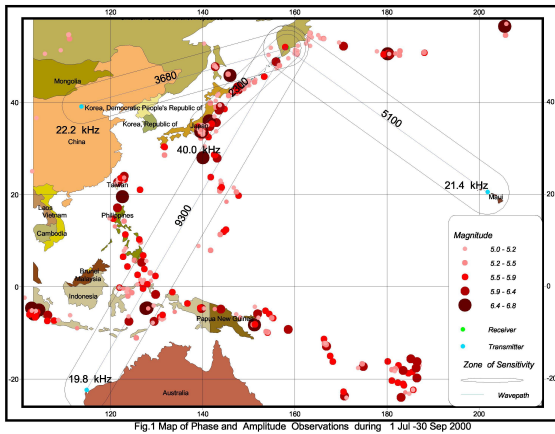 120 140 160 180 200
Mongolia
3680
2300
5100
40 40
Korea, Democratic People's Republic of
22.2 kHz
Korea, Republic of
Japan
China
40.0 kHz
21.4 kHz
Maui
20 20
Taiwan
Laos
Vietnam
Philippines
Cambodia
9300
Magnitude
5.0 - 5.2
5.2 - 5.5
5.5 - 5.9
5.9 - 6.4
6.4 - 6.8
Brunei
Malaysia
Indonesia
0
Papua New Guinea
Receiver
Transmitter
Zone of Sensitivity
Wavepath
19.8 kHz
-20 -20
Australia
120 140 160 180 200
Fig.1 Map of Phase and Amplitude Observations during 1 Jul -30 Sep 2000